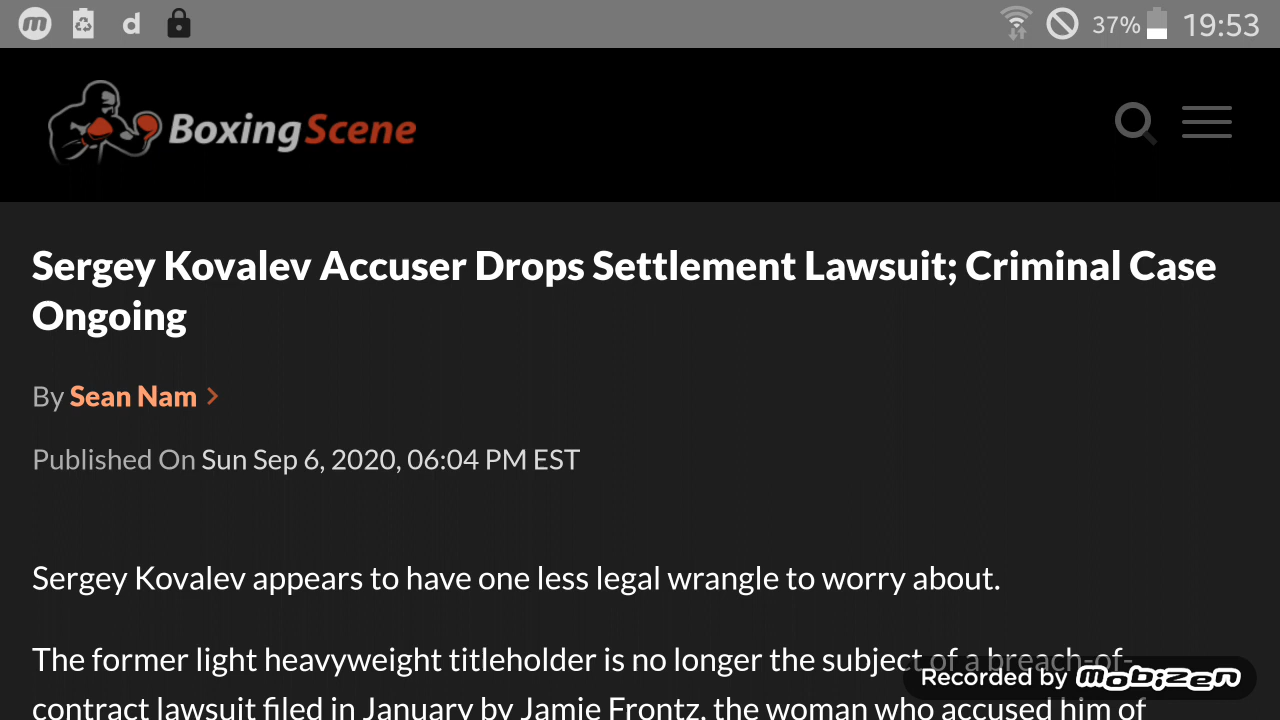 m d 37% 19:53
BoxingScene
Sergey Kovalev Accuser Drops Settlement Lawsuit; Criminal Case
Ongoing
By Sean Nam >
Published On Sun Sep 6, 2020, 06:04 PM EST
Sergey Kovalev appears to have one less legal wrangle to worry about.
The former light heavyweight titleholder is no longer the subject of a breach-of-
Recorded by mobizen
contract lawsuit filed in January by Jamie Frontz, the woman who accused him of